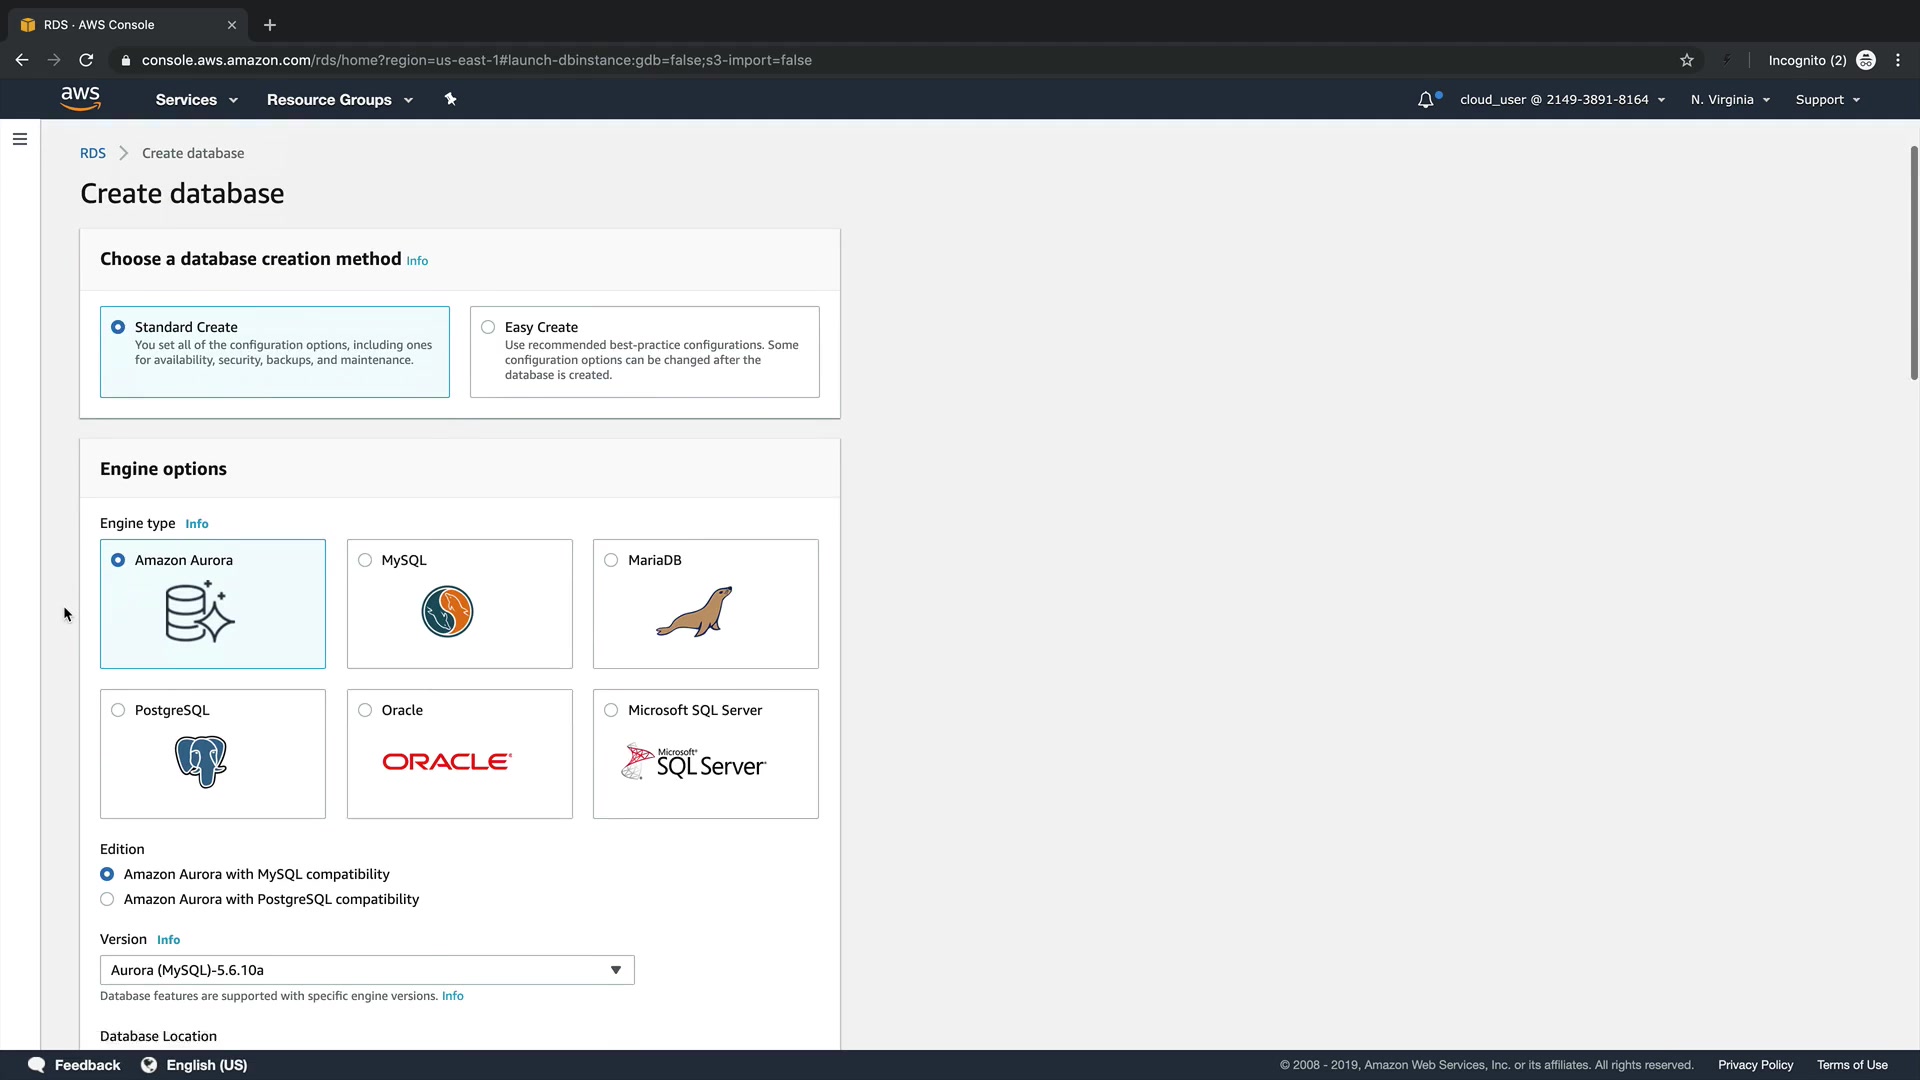 RDS · AWS Console
console.aws.amazon.com/rds/home?region=us-east-1#launch-dbinstance:gdb=false;s3-import=false
Incognito (2)
aws
Services
Resource Groups
cloud_user @ 2149-3891-8164
N. Virginia
Support
RDS
Create database
Create database
Choose a database creation method Info
Standard Create
You set all of the configuration options, including ones
for availability, security, backups, and maintenance.
Easy Create
Use recommended best-practice configurations. Some
configuration options can be changed after the
database is created.
Engine options
Engine type Info
Amazon Aurora
MySQL
MariaDB
PostgreSQL
Oracle
ORACLE
Microsoft SQL Server
Microsoft®
SQL Server
Edition
Amazon Aurora with MySQL compatibility
Amazon Aurora with PostgreSQL compatibility
Version Info
Aurora (MySQL)-5.6.10a
Database features are supported with specific engine versions. Info
Database Location
Feedback
English (US)
© 2008 - 2019, Amazon Web Services, Inc. or its affiliates. All rights reserved.
Privacy Policy
Terms of Use